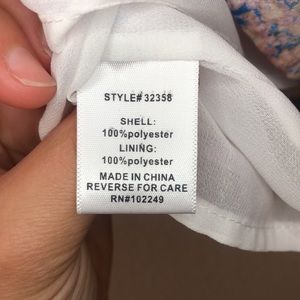 STYLE# 32358
SHELL:
100%polyester
LINING:
100%polyester
MADE IN CHINA
REVERSE FOR CARE
RN#102249